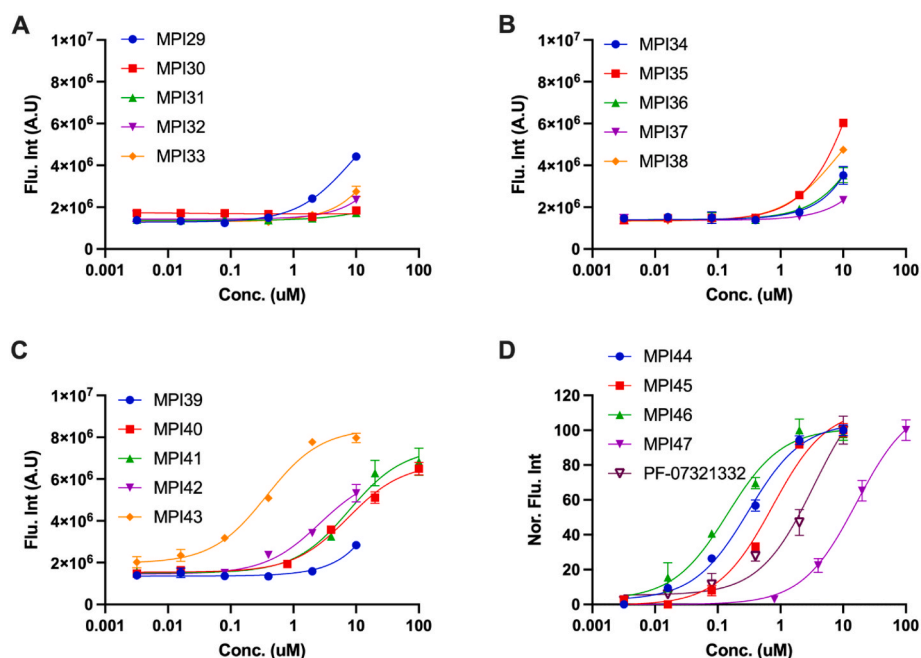 A
1×10⁷
8×10⁶
6×10⁶
4×10⁶
2×10⁶
0
Flu. Int (A.U)
MPI29
MPI30
MPI31
MPI32
MPI33
0.001 0.01 0.1 1 10 100
Conc. (uM)
B
1×10⁷
8×10⁶
6×10⁶
4×10⁶
2×10⁶
0
Flu. Int (A.U)
MPI34
MPI35
MPI36
MPI37
MPI38
0.001 0.01 0.1 1 10 100
Conc. (uM)
C
1×10⁷
8×10⁶
6×10⁶
4×10⁶
2×10⁶
0
Flu. Int (A.U)
MPI39
MPI40
MPI41
MPI42
MPI43
0.001 0.01 0.1 1 10 100
Conc. (uM)
D
MPI44
MPI45
MPI46
MPI47
PF-07321332
120
100
80
60
40
20
0
Nor. Flu. Int
0.001 0.01 0.1 1 10 100
Conc. (uM)